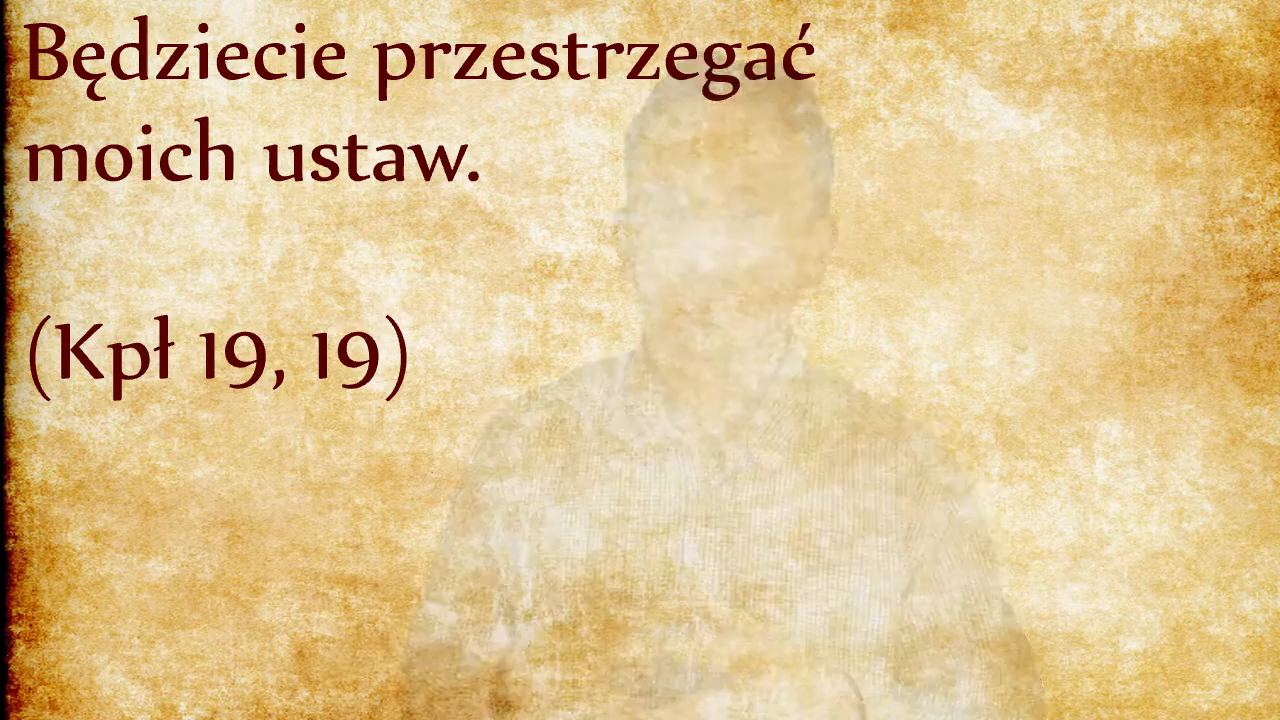 Będziecie przestrzegać
moich ustaw.
(Kpł 19, 19)